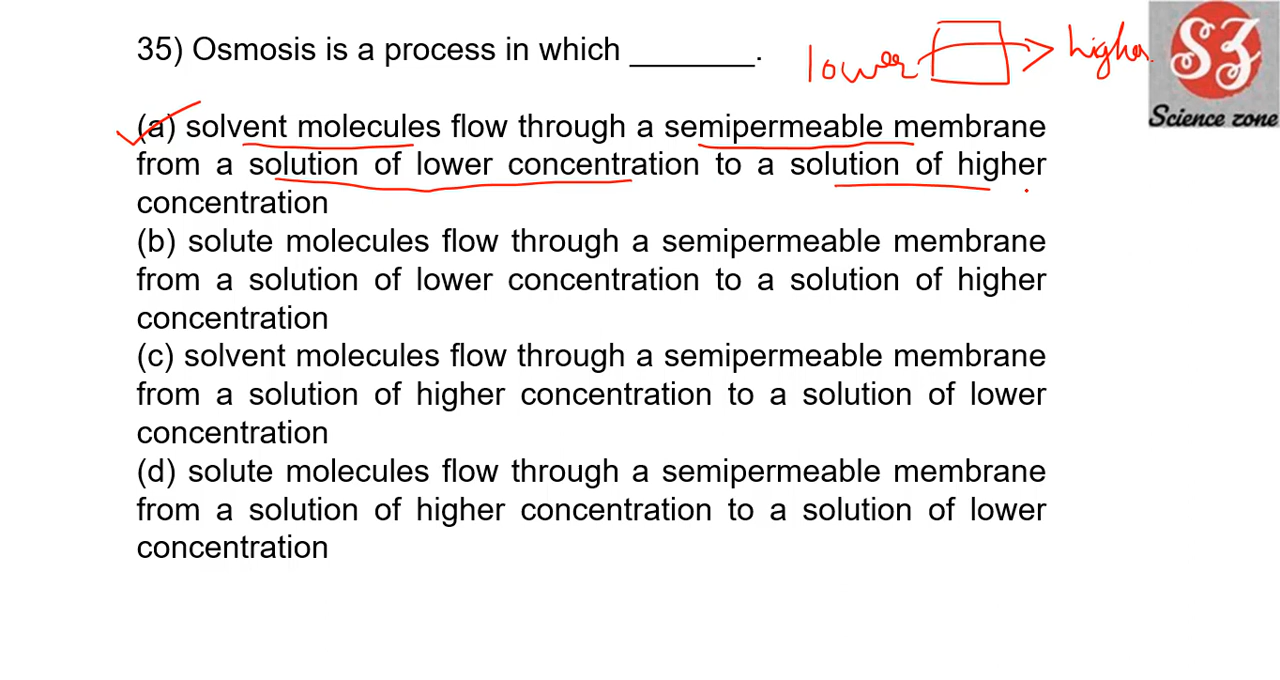 35) Osmosis is a process in which ________.
lower
higher
SZ
Science zone
(a) solvent molecules flow through a semipermeable membrane
from a solution of lower concentration to a solution of higher
concentration
(b) solute molecules flow through a semipermeable membrane
from a solution of lower concentration to a solution of higher
concentration
(c) solvent molecules flow through a semipermeable membrane
from a solution of higher concentration to a solution of lower
concentration
(d) solute molecules flow through a semipermeable membrane
from a solution of higher concentration to a solution of lower
concentration